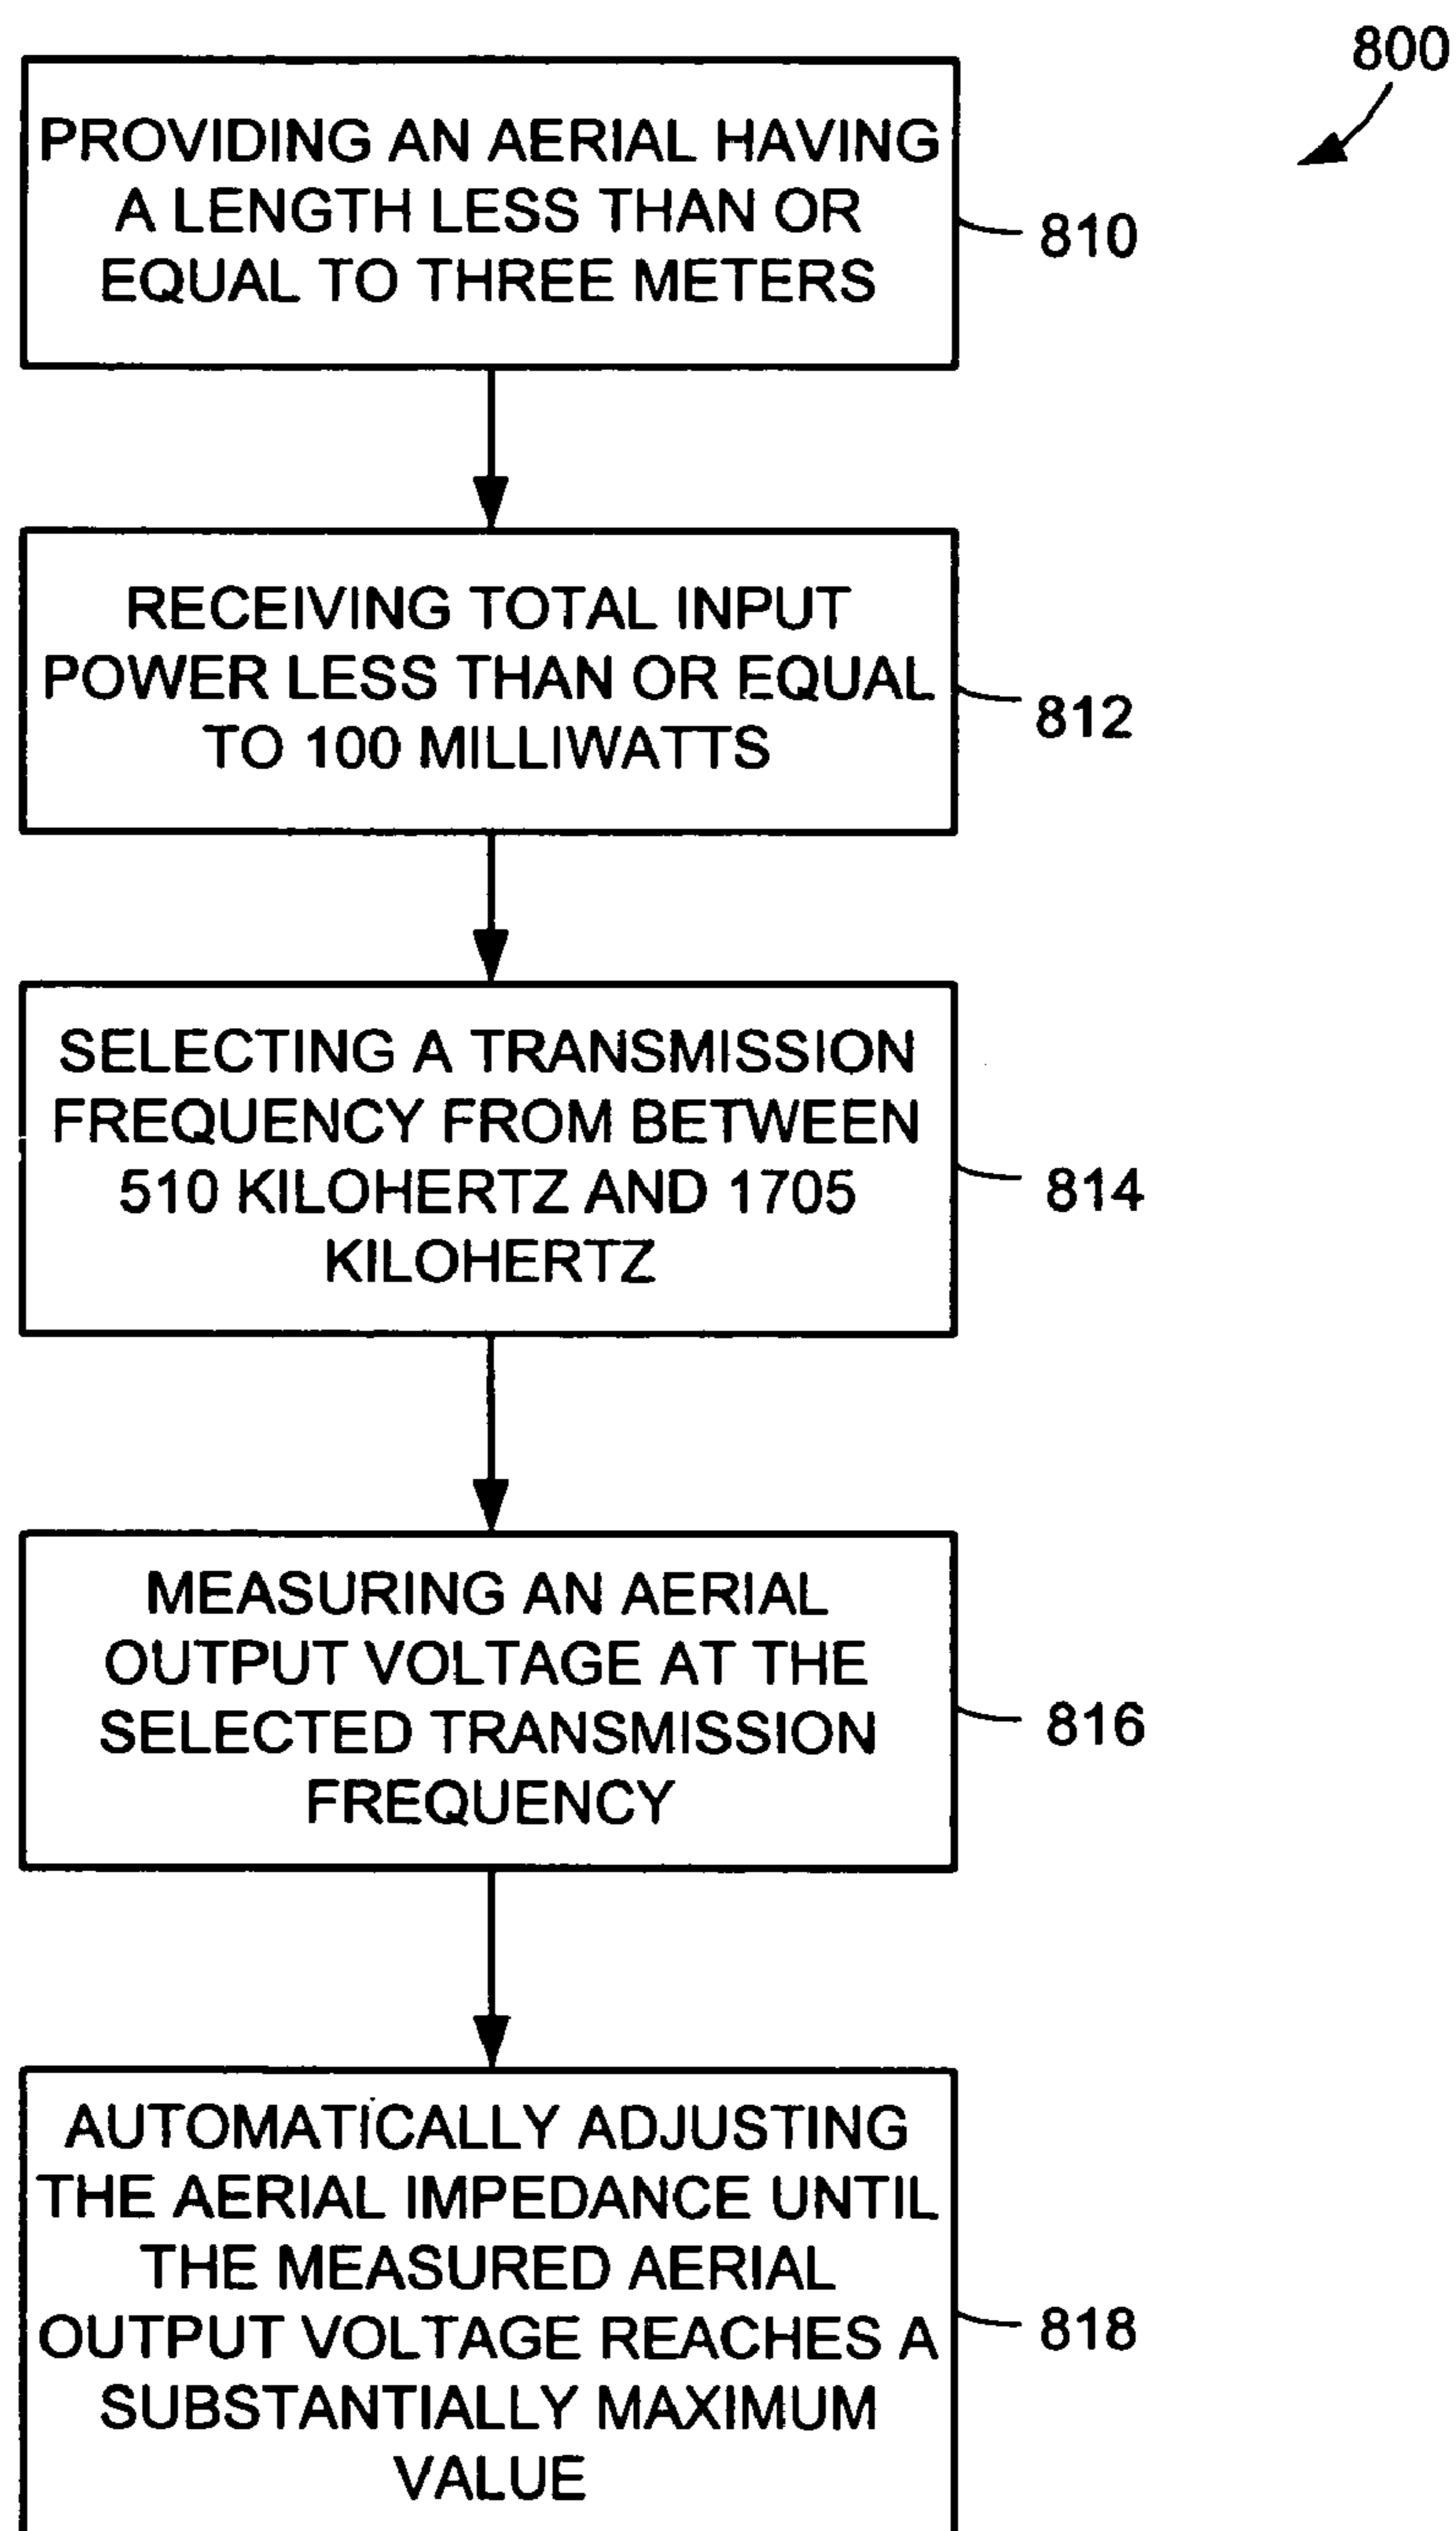 800
PROVIDING AN AERIAL HAVING
A LENGTH LESS THAN OR
EQUAL TO THREE METERS
810
RECEIVING TOTAL INPUT
POWER LESS THAN OR EQUAL
TO 100 MILLIWATTS
812
SELECTING A TRANSMISSION
FREQUENCY FROM BETWEEN
510 KILOHERTZ AND 1705
KILOHERTZ
814
MEASURING AN AERIAL
OUTPUT VOLTAGE AT THE
SELECTED TRANSMISSION
FREQUENCY
816
AUTOMATICALLY ADJUSTING
THE AERIAL IMPEDANCE UNTIL
THE MEASURED AERIAL
OUTPUT VOLTAGE REACHES A
SUBSTANTIALLY MAXIMUM
VALUE
818